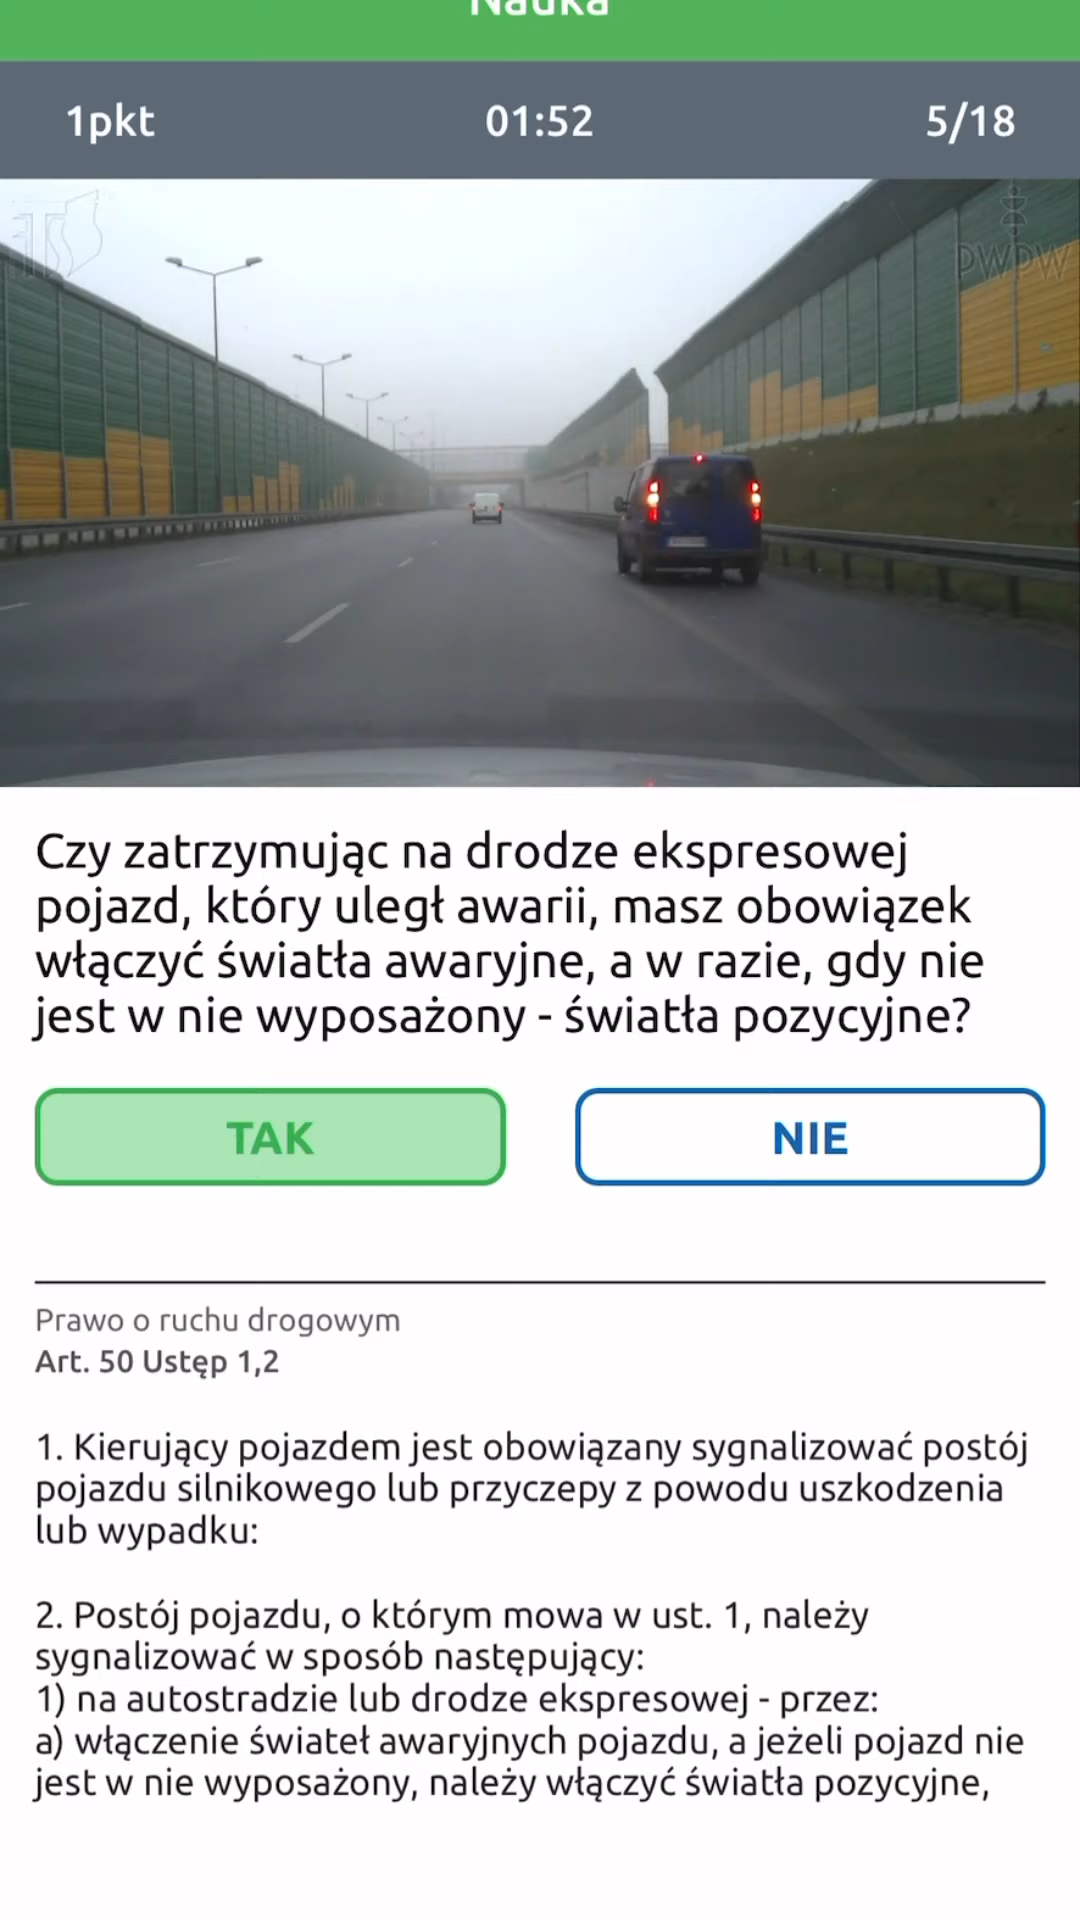 Nauka
1pkt
01:52
5/18
TS
PWPW
Czy zatrzymując na drodze ekspresowej
pojazd, który uległ awarii, masz obowiązek
włączyć światła awaryjne, a w razie, gdy nie
jest w nie wyposażony - światła pozycyjne?
TAK
NIE
Prawo o ruchu drogowym
Art. 50 Ustęp 1,2
1. Kierujący pojazdem jest obowiązany sygnalizować postój
pojazdu silnikowego lub przyczepy z powodu uszkodzenia
lub wypadku:
2. Postój pojazdu, o którym mowa w ust. 1, należy
sygnalizować w sposób następujący:
1) na autostradzie lub drodze ekspresowej - przez:
a) włączenie świateł awaryjnych pojazdu, a jeżeli pojazd nie
jest w nie wyposażony, należy włączyć światła pozycyjne,